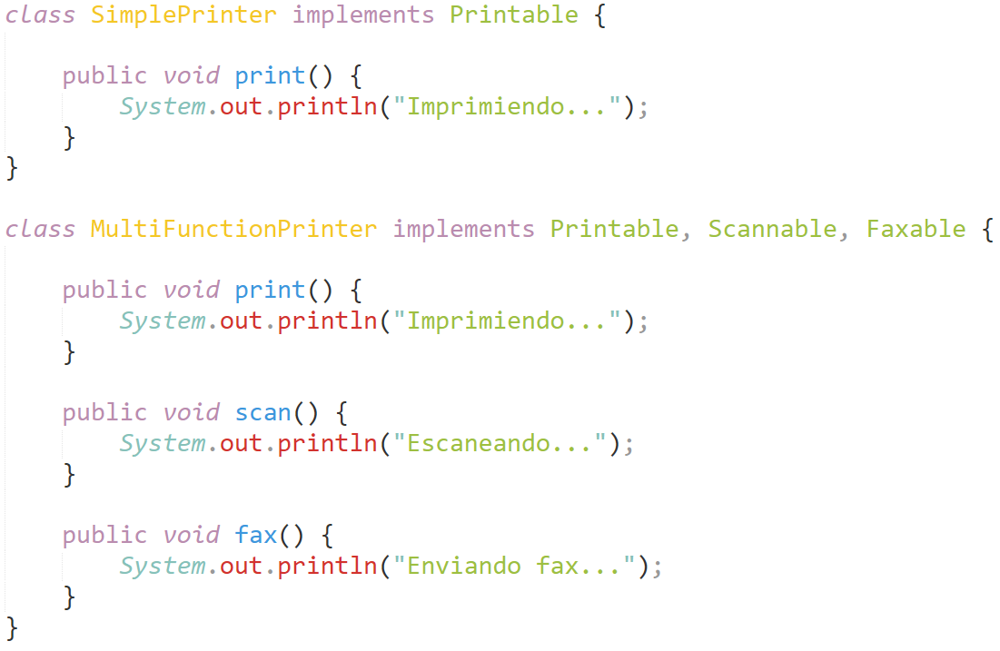 class SimplePrinter implements Printable {
public void print() {
System.out.println("Imprimiendo...");
}
}
class MultiFunctionPrinter implements Printable, Scannable, Faxable {
public void print() {
System.out.println("Imprimiendo...");
}
public void scan() {
System.out.println("Escaneando...");
}
public void fax() {
System.out.println("Enviando fax...");
}
}